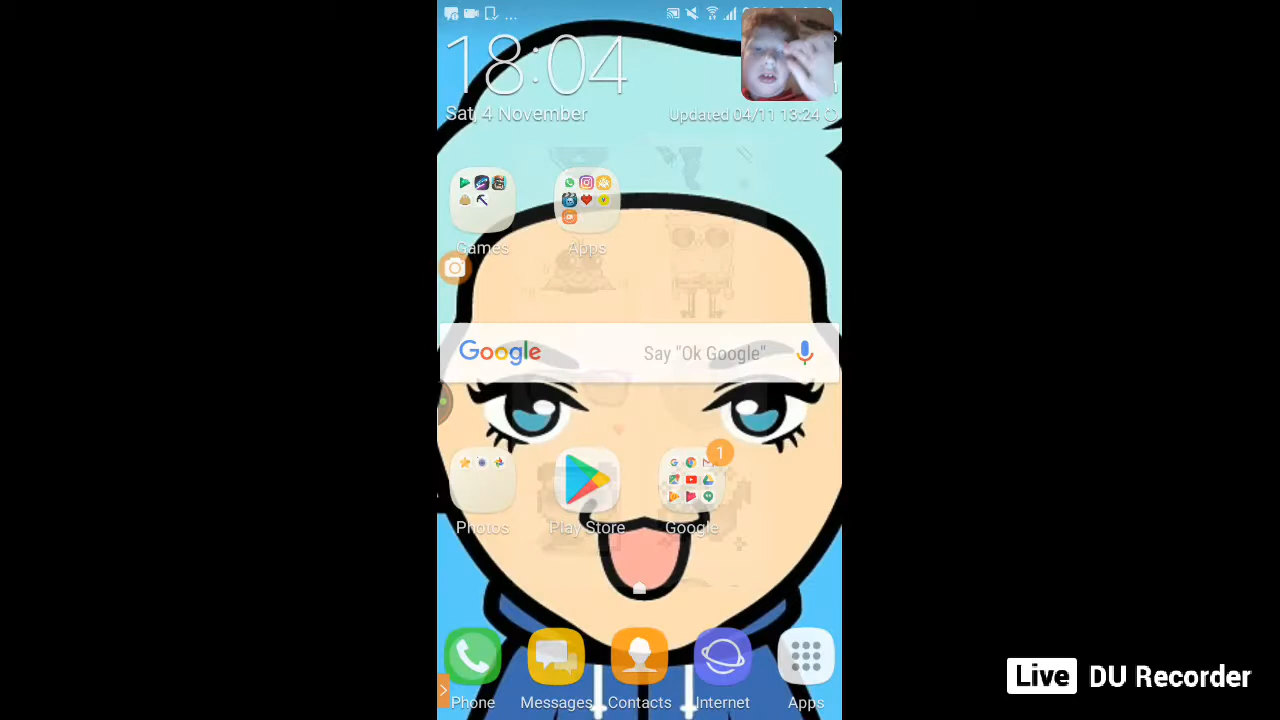 18:04
Sat, 4 November
Updated 04/11 13:24
Games
Apps
Google
Say "Ok Google"
1
Photos
Play Store
Google
Phone
Messages
Contacts
Internet
Apps
Live DU Recorder